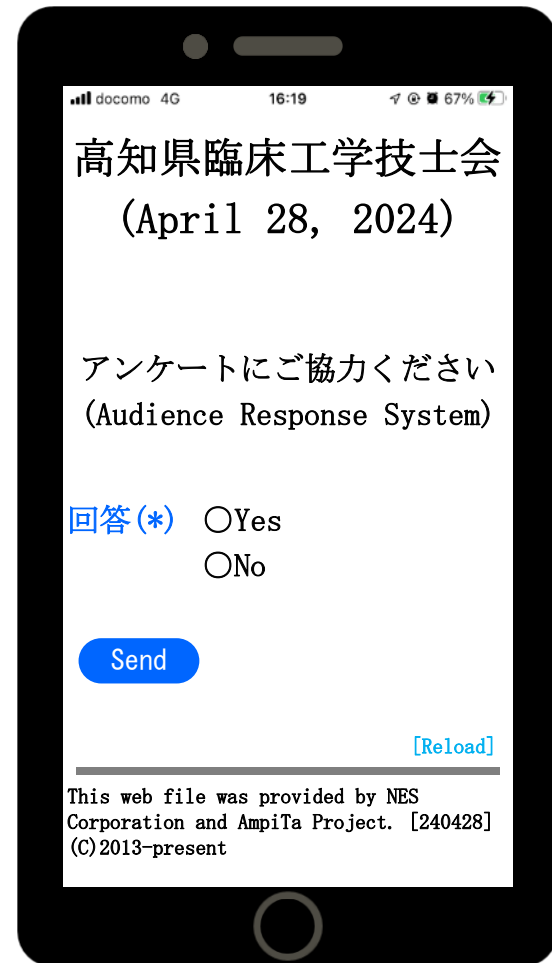 docomo 4G 16:19 67%
高知県臨床工学技士会
(April 28, 2024)
アンケートにご協力ください
(Audience Response System)
回答(*) ○Yes
○No
Send
[Reload]
This web file was provided by NES
Corporation and AmpiTa Project. [240428]
(C)2013-present